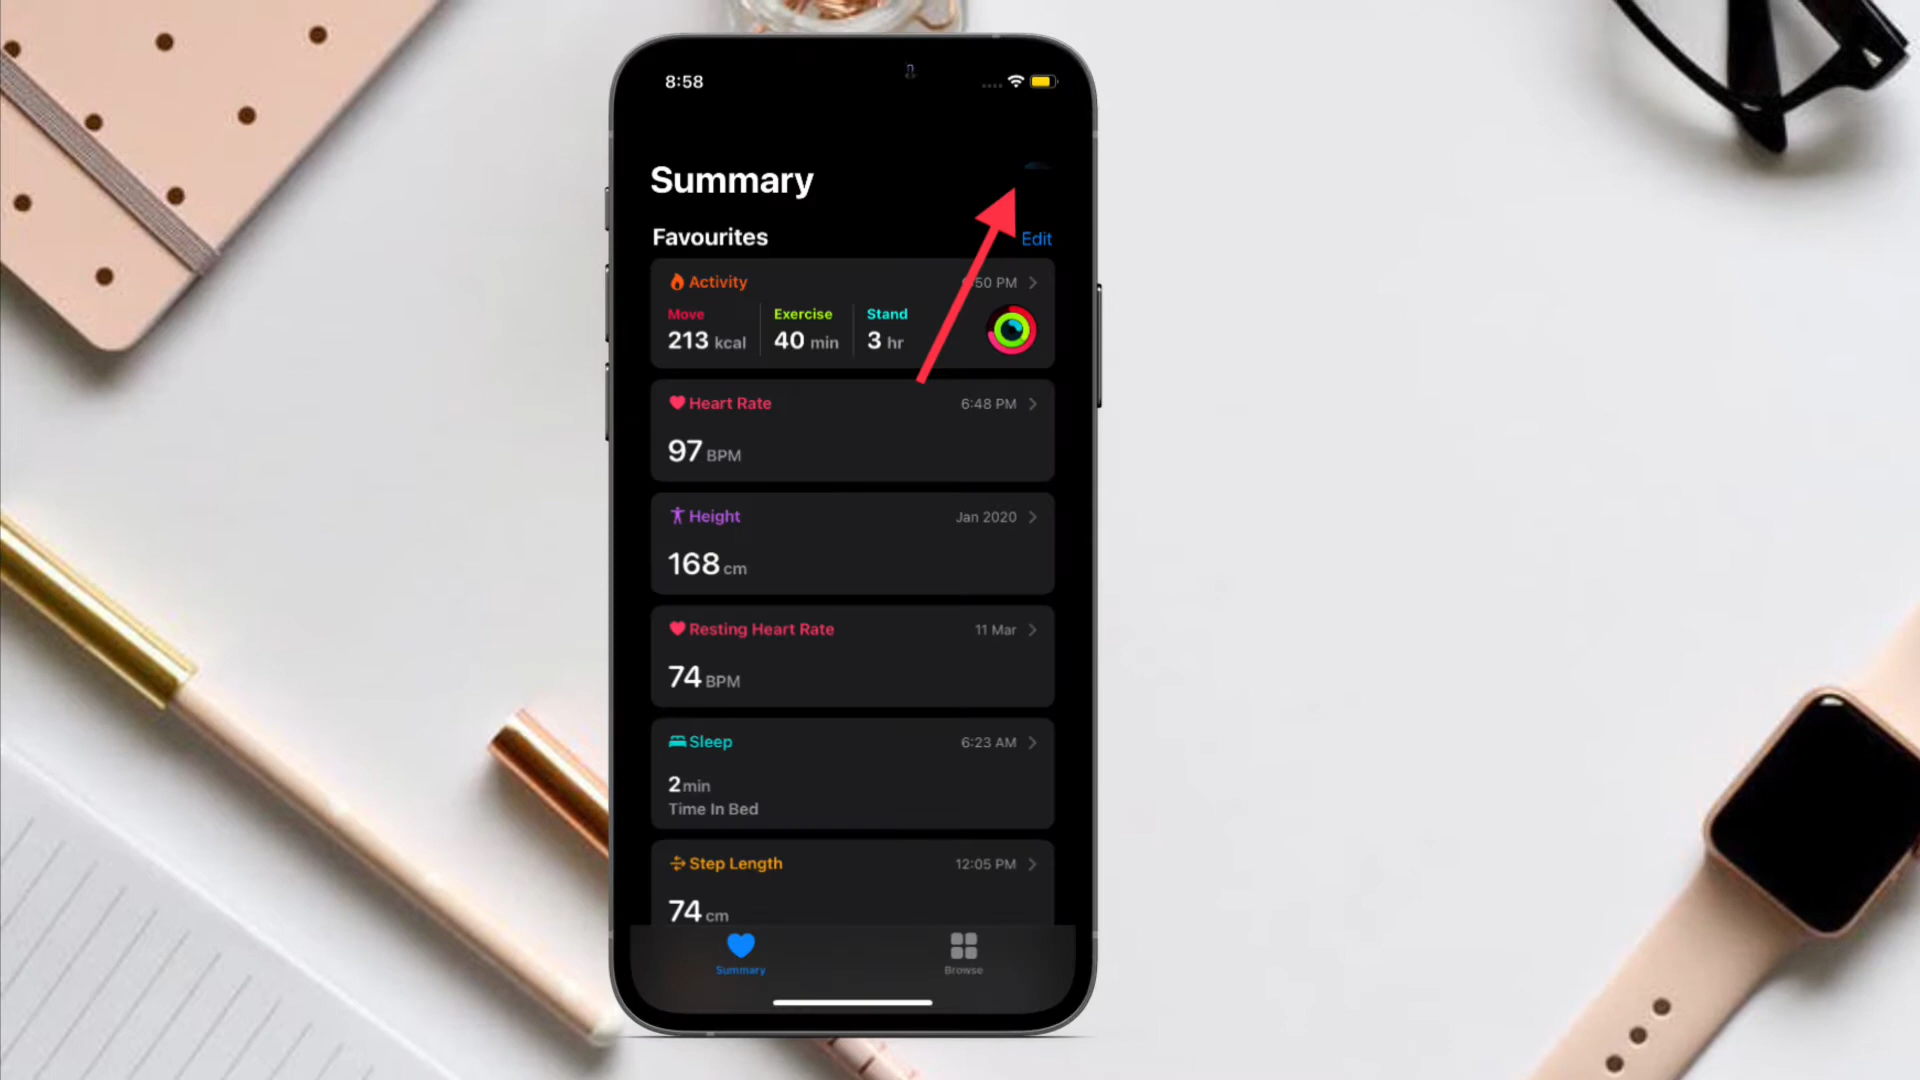 8:58
Summary
Favourites
Edit
Activity
50 PM
Move
Exercise
Stand
213 kcal
40 min
3 hr
Heart Rate
6:48 PM
97 BPM
Height
Jan 2020
168 cm
Resting Heart Rate
11 Mar
74 BPM
Sleep
6:23 AM
2 min
Time In Bed
Step Length
12:05 PM
74 cm
Summary
Browse